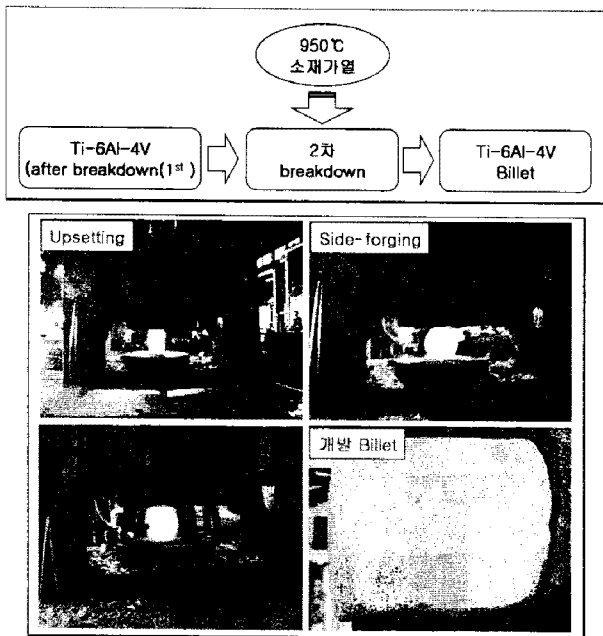 950℃
소재가열
Ti-6Al-4V
(after breakdown(1st)
2차
breakdown
Ti-6Al-4V
Billet
Upsetting
Side-forging
개발 Billet